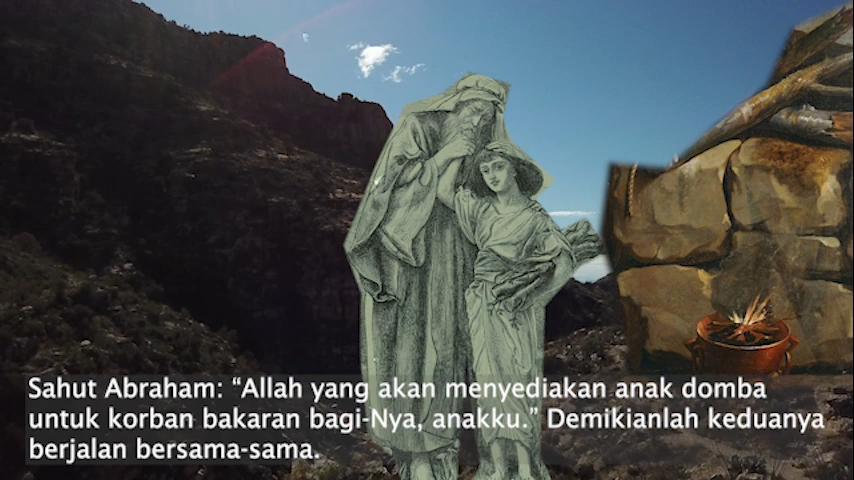 Sahut Abraham: “Allah yang akan menyediakan anak domba
untuk korban bakaran bagi-Nya, anakku.” Demikianlah keduanya
berjalan bersama-sama.